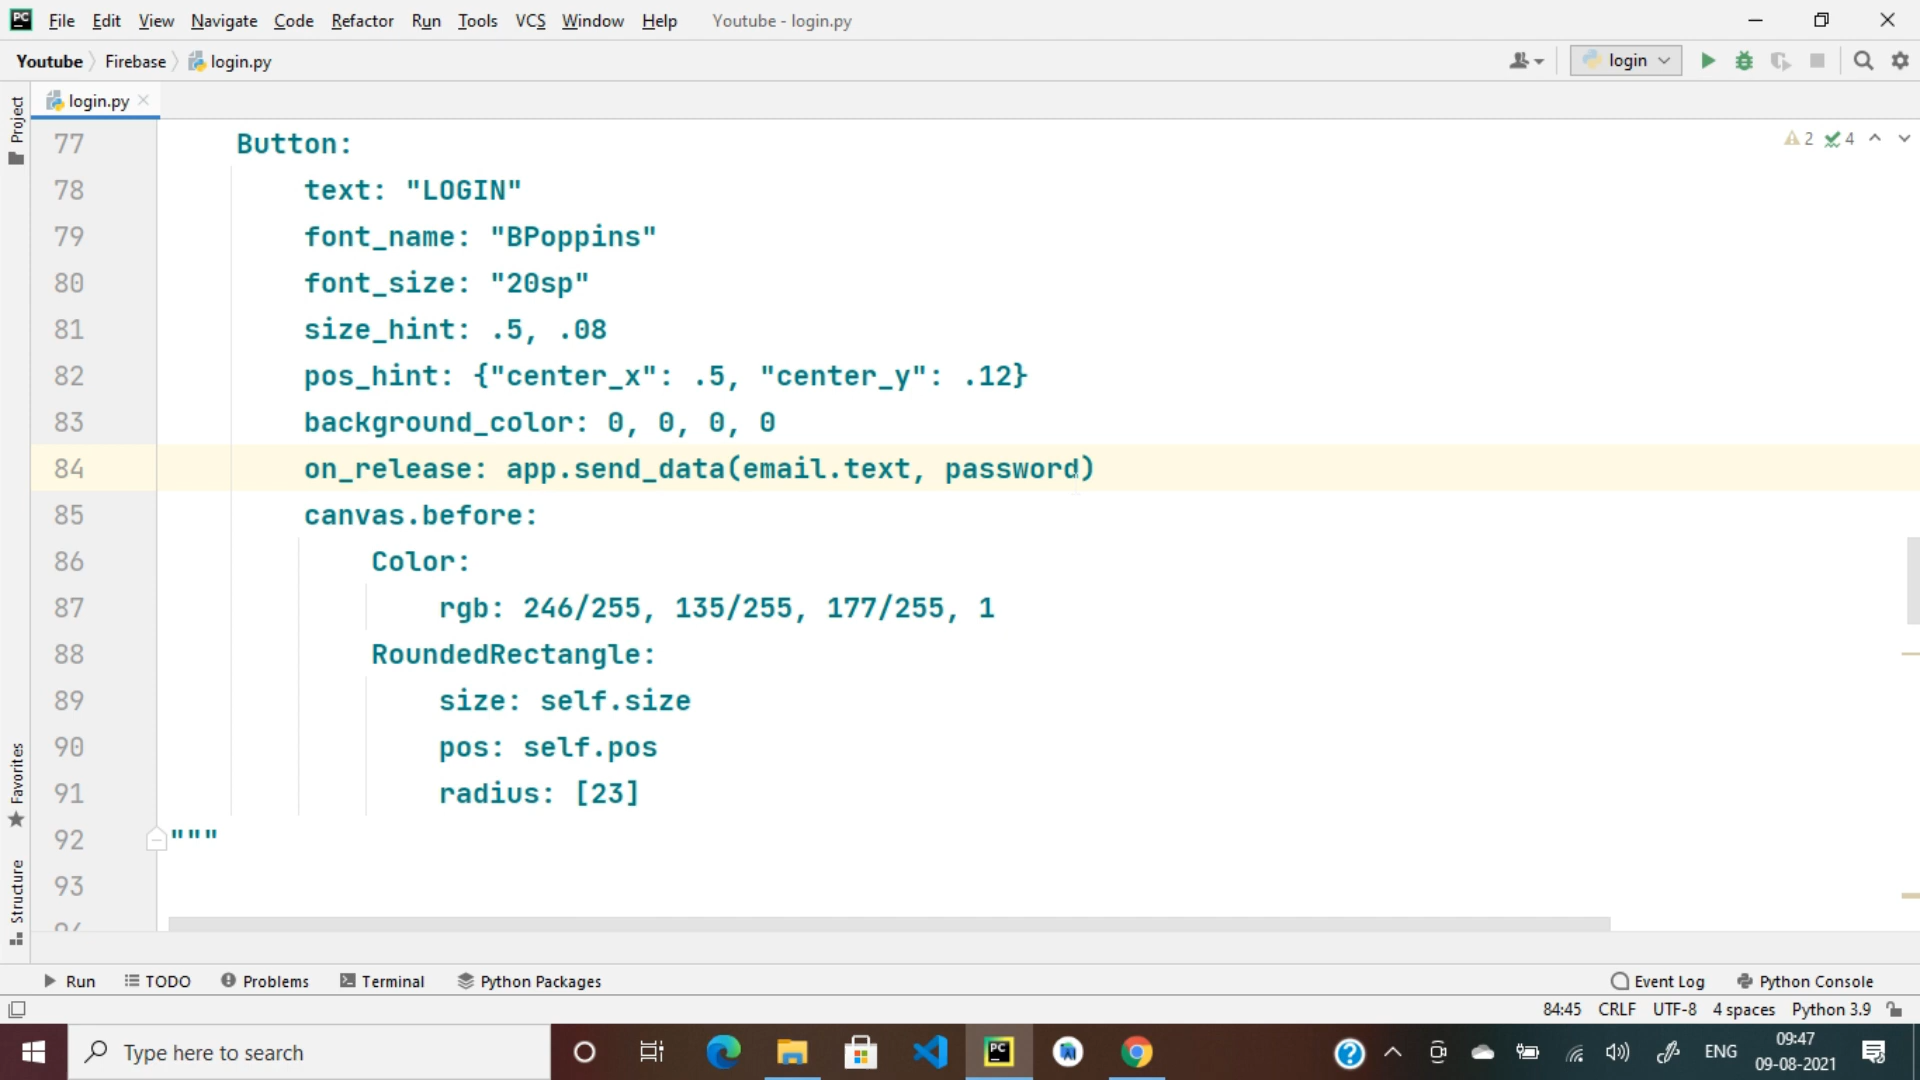 PC File Edit View Navigate Code Refactor Run Tools VCS Window Help Youtube - login.py
Youtube Firebase login.py login
Project login.py
77 Button: 2 4
78 text: "LOGIN"
79 font_name: "BPoppins"
80 font_size: "20sp"
81 size_hint: .5, .08
82 pos_hint: {"center_x": .5, "center_y": .12}
83 background_color: 0, 0, 0, 0
84 on_release: app.send_data(email.text, password)
85 canvas.before:
86 Color:
87 rgb: 246/255, 135/255, 177/255, 1
88 RoundedRectangle:
89 size: self.size
90 pos: self.pos
91 radius: [23]
92 """
93
Favorites
Structure
Run TODO Problems Terminal Python Packages Event Log Python Console
84:45 CRLF UTF-8 4 spaces Python 3.9
Type here to search PC ENG 09:47
09-08-2021